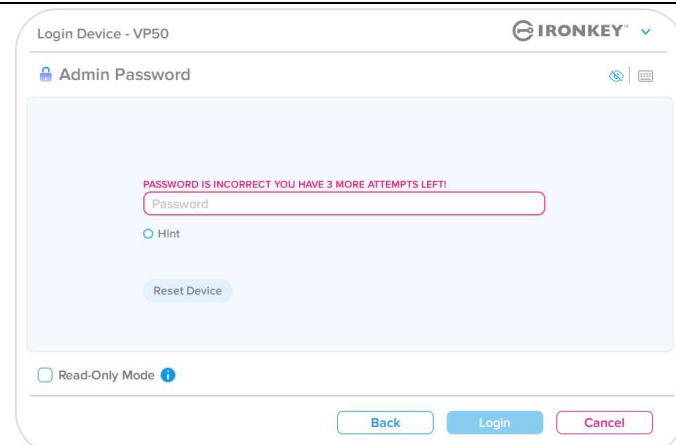 Login Device - VP50
IRONKEY™
Admin Password
PASSWORD IS INCORRECT YOU HAVE 3 MORE ATTEMPTS LEFT!
Password
Hint
Reset Device
Read-Only Mode
Back Login Cancel